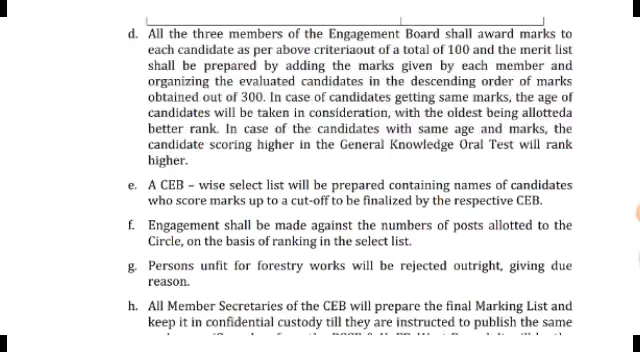 d. All the three members of the Engagement Board shall award marks to
each candidate as per above criteriaout of a total of 100 and the merit list
shall be prepared by adding the marks given by each member and
organizing the evaluated candidates in the descending order of marks
obtained out of 300. In case of candidates getting same marks, the age of
candidates will be taken in consideration, with the oldest being allotteda
better rank. In case of the candidates with same age and marks, the
candidate scoring higher in the General Knowledge Oral Test will rank
higher.
e. A CEB – wise select list will be prepared containing names of candidates
who score marks up to a cut-off to be finalized by the respective CEB.
f. Engagement shall be made against the numbers of posts allotted to the
Circle, on the basis of ranking in the select list.
g. Persons unfit for forestry works will be rejected outright, giving due
reason.
h. All Member Secretaries of the CEB will prepare the final Marking List and
keep it in confidential custody till they are instructed to publish the same